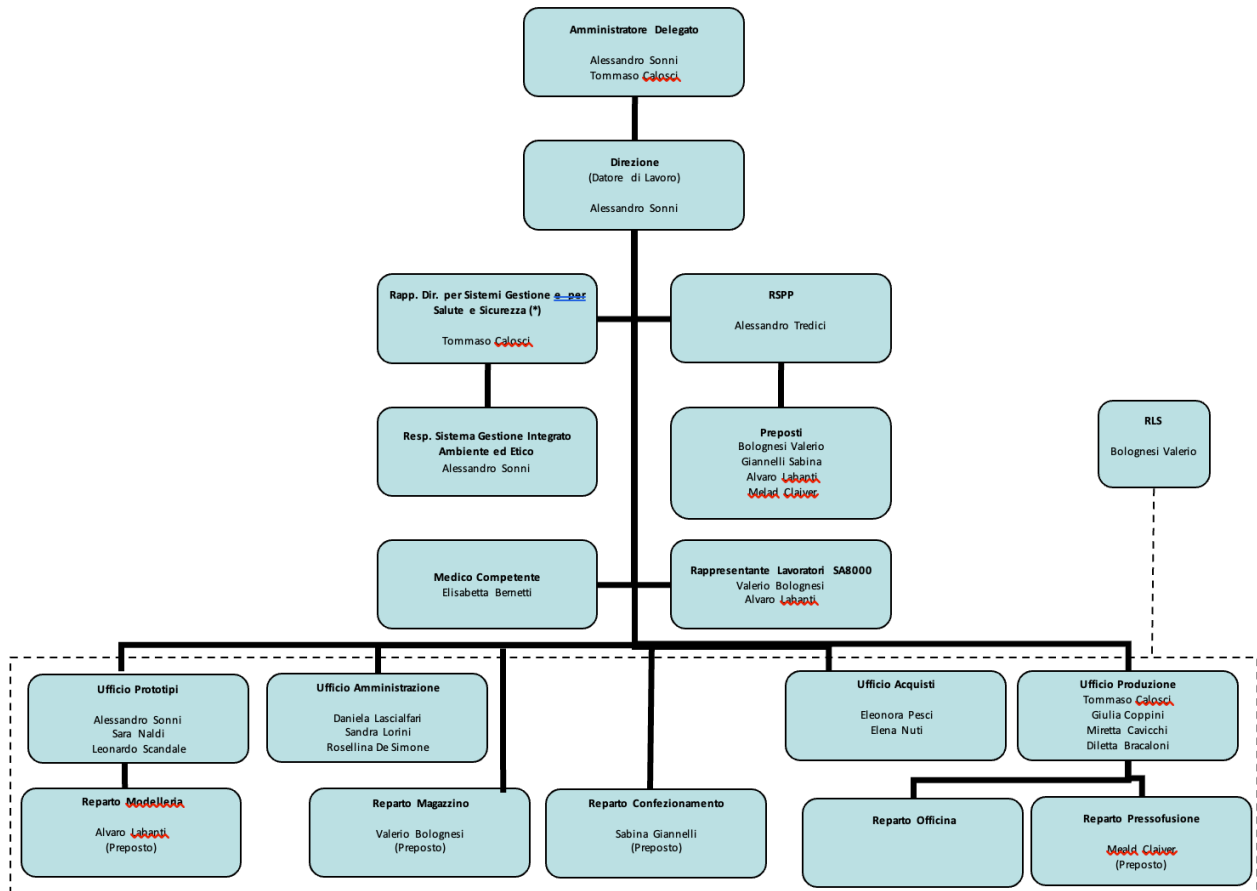 Amministratore Delegato
Alessandro Sonni
Tommaso Calosci
Direzione
(Datore di Lavoro)
Alessandro Sonni
Rapp. Dir. per Sistemi Gestione e per
Salute e Sicurezza (*)
Tommaso Calosci
RSPP
Alessandro Tredici
Resp. Sistema Gestione Integrato
Ambiente ed Etico
Alessandro Sonni
Preposti
Bolognesi Valerio
Giannelli Sabina
Alvaro Labanti
Melad Claiver
RLS
Bolognesi Valerio
Medico Competente
Elisabetta Bernetti
Rappresentante Lavoratori SA8000
Valerio Bolognesi
Alvaro Labanti
Ufficio Prototipi
Alessandro Sonni
Sara Naldi
Leonardo Scandale
Ufficio Amministrazione
Daniela Lascialfari
Sandra Lorini
Rosellina De Simone
Ufficio Acquisti
Eleonora Pesci
Elena Nuti
Ufficio Produzione
Tommaso Calosci
Giulia Coppini
Miretta Cavicchi
Diletta Bracaloni
Reparto Modelleria
Alvaro Labanti
(Preposto)
Reparto Magazzino
Valerio Bolognesi
(Preposto)
Reparto Confezionamento
Sabina Giannelli
(Preposto)
Reparto Officina
Reparto Pressofusione
Meald Claiver
(Preposto)